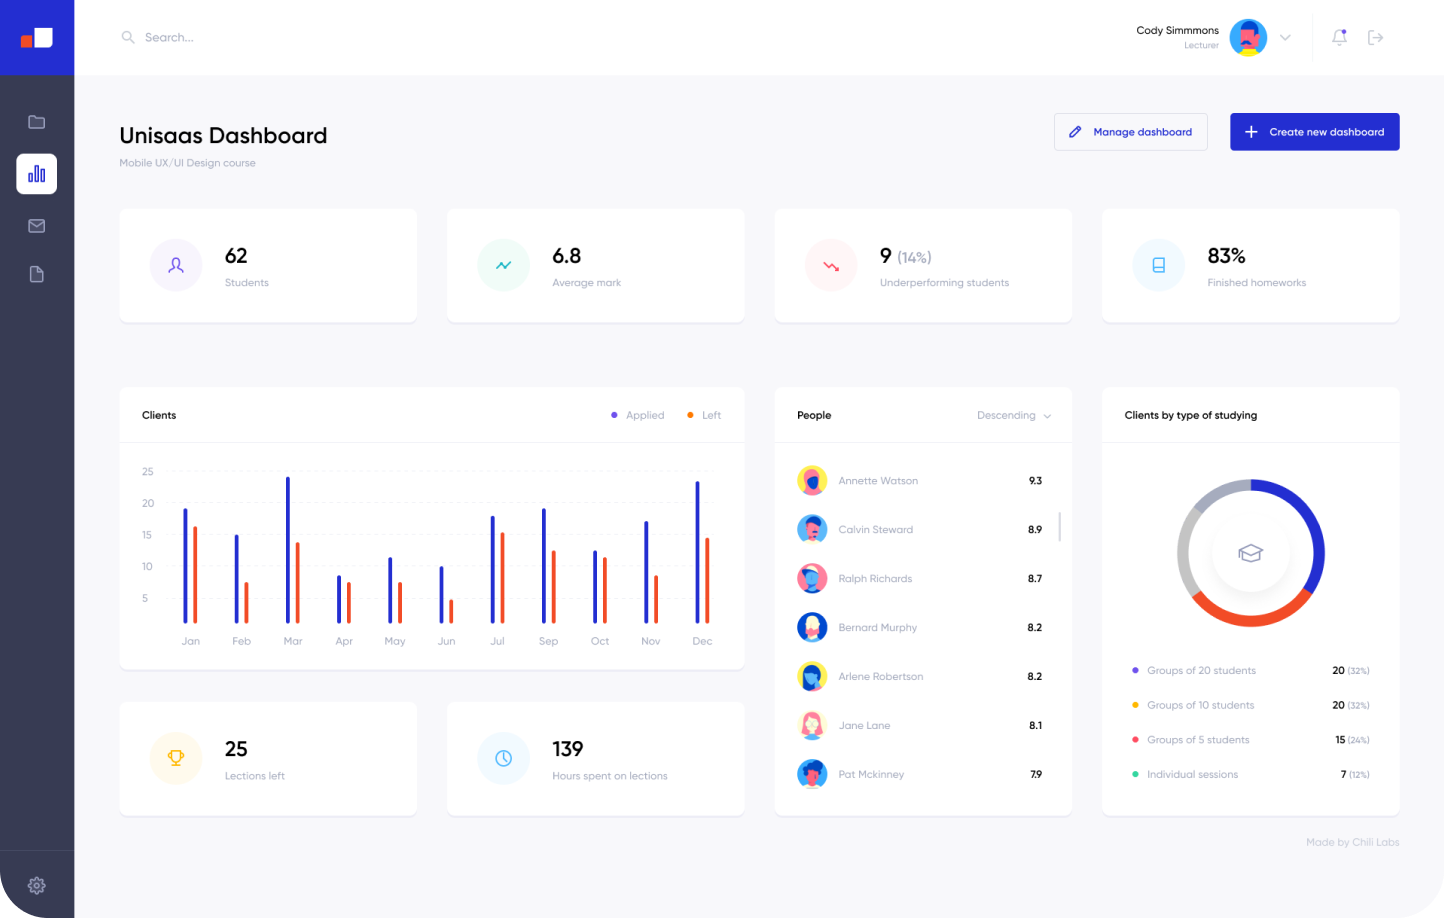 Search...
Cody Simmmons
Lecturer
Unisaas Dashboard
Mobile UX/UI Design course
Manage dashboard
Create new dashboard
62
Students
6.8
Average mark
9 (14%)
Underperforming students
83%
Finished homeworks
Clients
Applied
Left
25
20
15
10
5
Jan Feb Mar Apr May Jun Jul Sep Oct Nov Dec
25
Lections left
139
Hours spent on lections
People
Descending
Annette Watson 9.3
Calvin Steward 8.9
Ralph Richards 8.7
Bernard Murphy 8.2
Arlene Robertson 8.2
Jane Lane 8.1
Pat Mckinney 7.9
Clients by type of studying
Groups of 20 students 20 (32%)
Groups of 10 students 20 (32%)
Groups of 5 students 15 (24%)
Individual sessions 7 (12%)
Made by Chili Labs